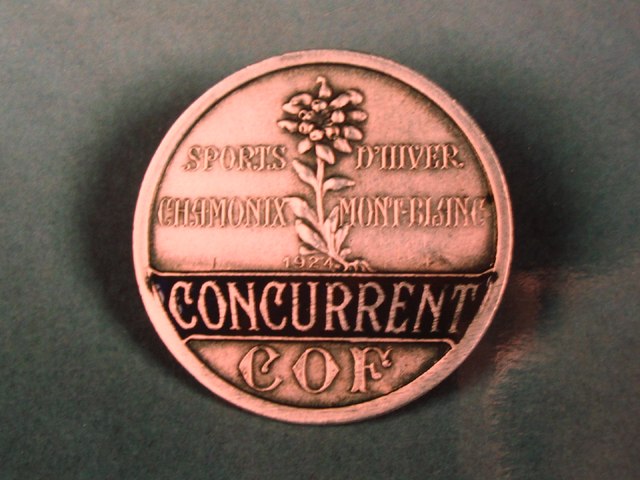 SPORTS D'HIVER
CHAMONIX MONT-BLANC
1924
CONCURRENT
COF